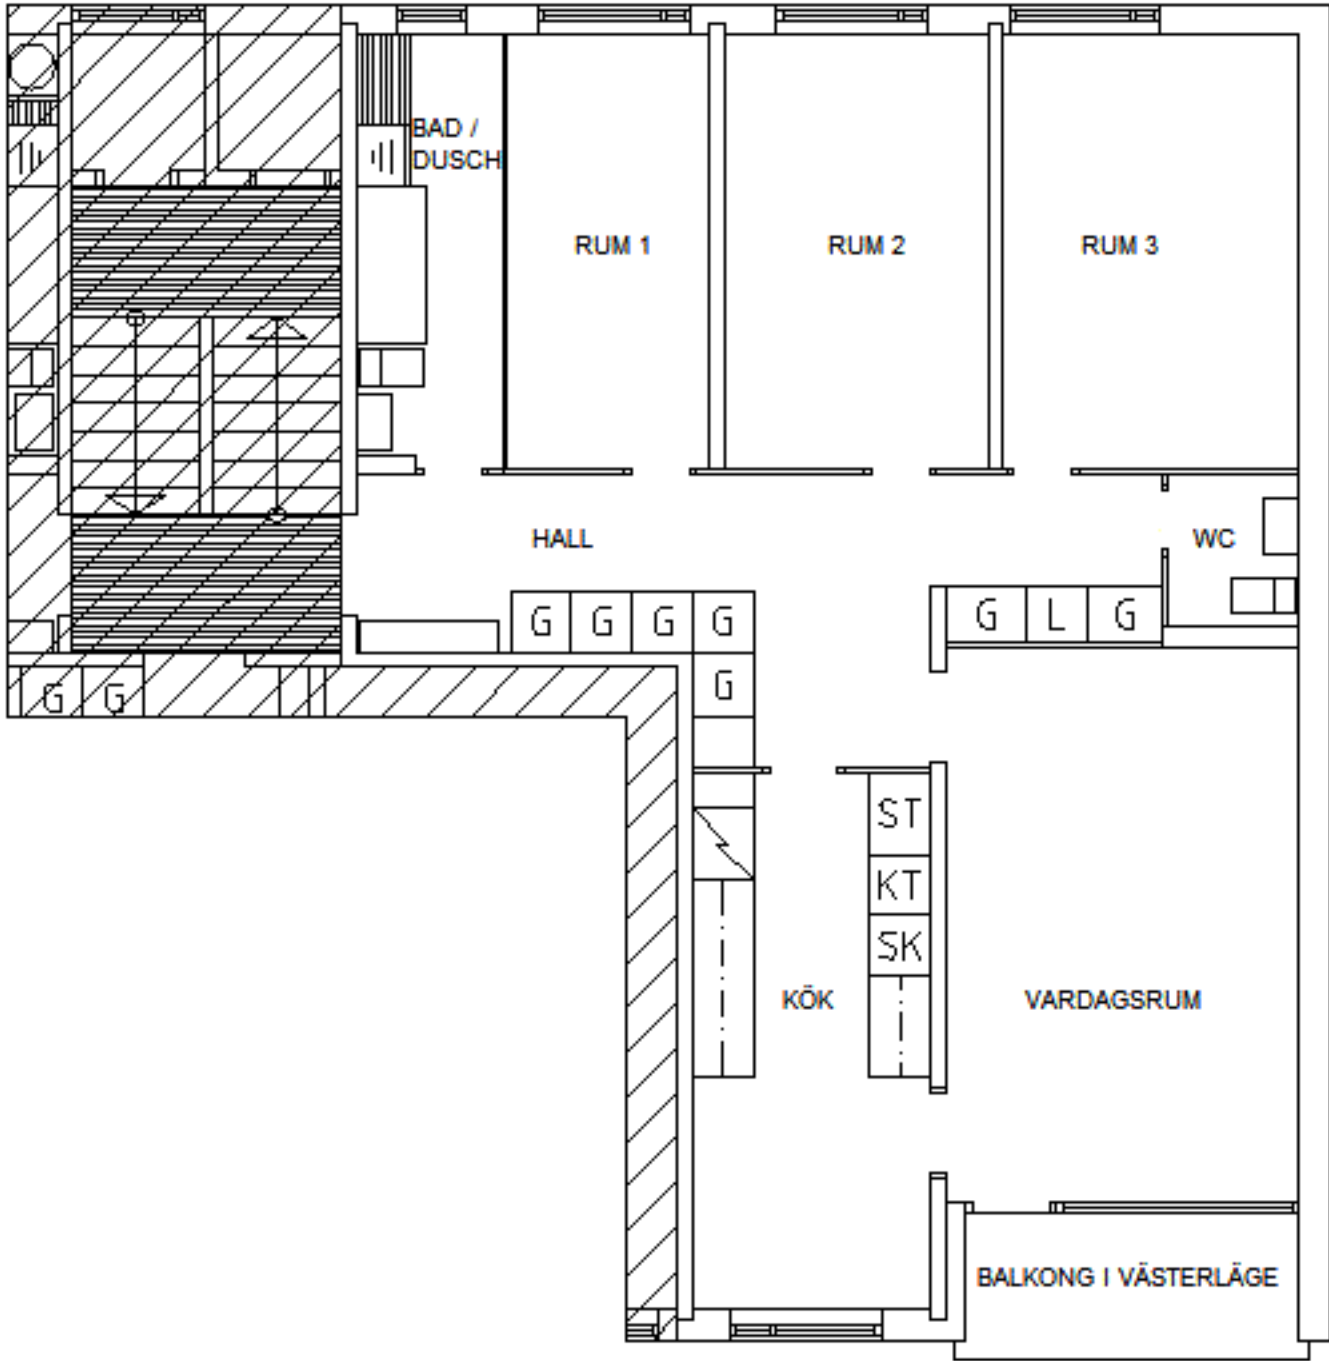 BAD /
DUSCH
RUM 1
RUM 2
RUM 3
HALL
WC
G G G G
G L G
G
G G
ST
KT
SK
KÖK
VARDAGSRUM
BALKONG I VÄSTERLÄGE